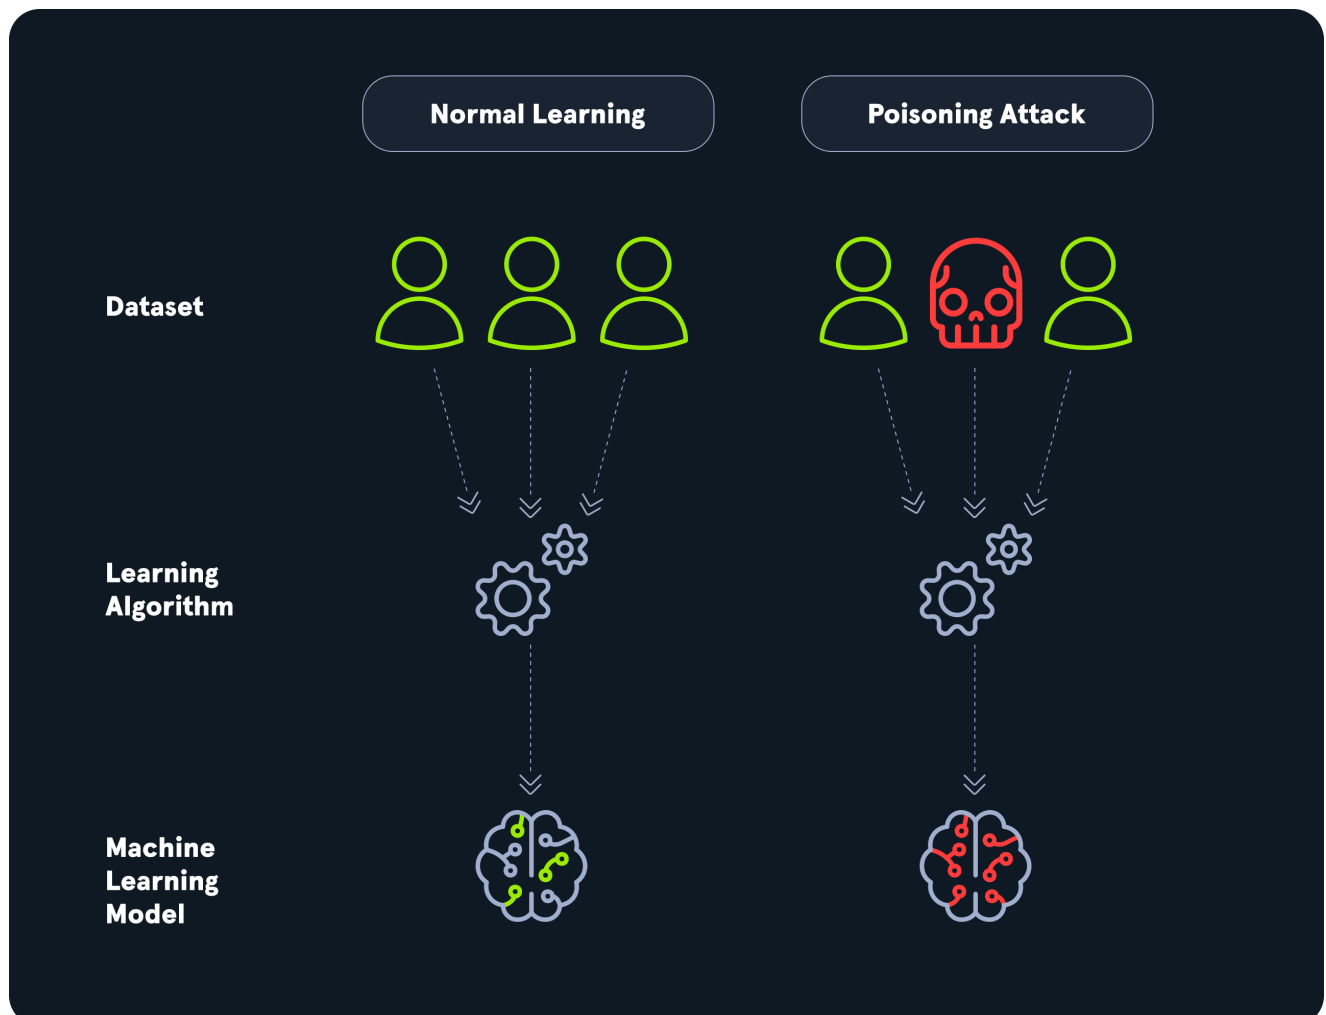 Normal Learning
Poisoning Attack
Dataset
Learning
Algorithm
Machine
Learning
Model